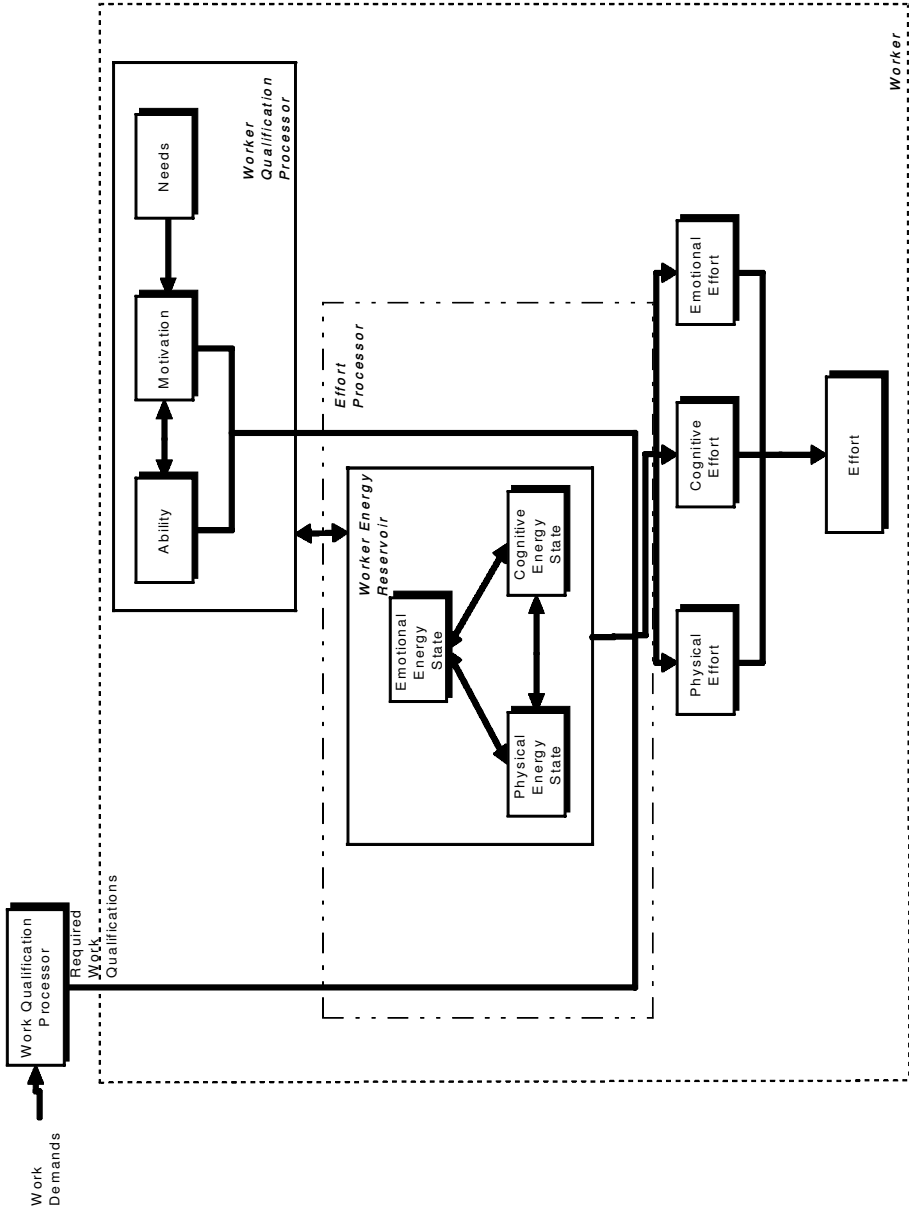 Work
Demands
Work Qualification
Processor
Required
Work
Qualifications
Ability
Motivation
Needs
Worker
Qualification
Processor
Effort
Processor
Worker Energy
Reservoir
Emotional
Energy
State
Physical
Energy
State
Cognitive
Energy
State
Physical
Effort
Cognitive
Effort
Emotional
Effort
Effort
Worker